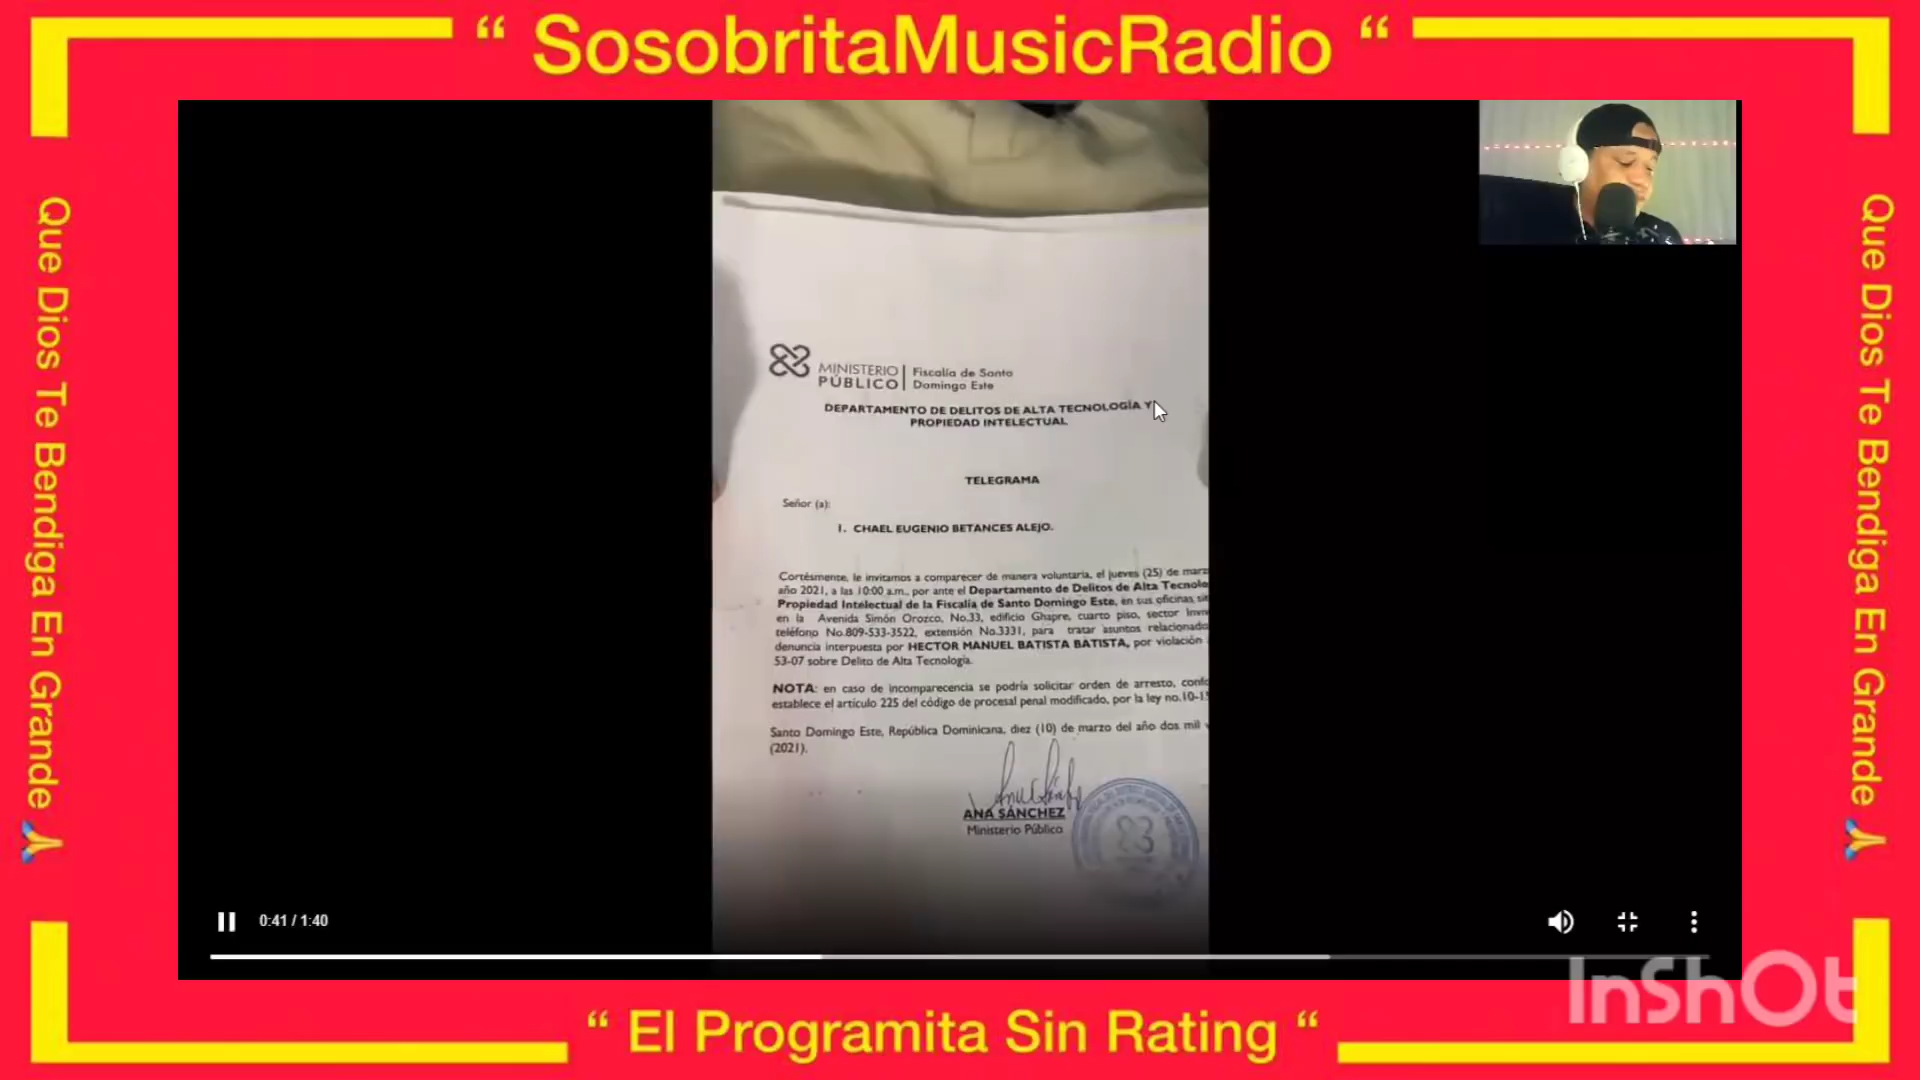 “ SosobritaMusicRadio “
Que Dios Te Bendiga En Grande 🙏
Que Dios Te Bendiga En Grande 🙏
MINISTERIO PÚBLICO
Fiscalía de Santo Domingo Este
DEPARTAMENTO DE DELITOS DE ALTA TECNOLOGÍA Y
PROPIEDAD INTELECTUAL
TELEGRAMA
Señor (a):
1. CHAEL EUGENIO BETANCES ALEJO.
Cortésmente, le invitamos a comparecer de manera voluntaria, el jueves (25) de marz
año 2021, a las 10:00 a.m., por ante el Departamento de Delitos de Alta Tecnolo
Propiedad Intelectual de la Fiscalía de Santo Domingo Este, en sus oficinas si
en la Avenida Simón Orozco, No.33, edificio Ghapre, cuarto piso, sector Inv
teléfono No.809-533-3522, extensión No.3331, para tratar asuntos relacionado
denuncia interpuesta por HECTOR MANUEL BATISTA BATISTA, por violación
53-07 sobre Delito de Alta Tecnología.
NOTA: en caso de incomparecencia se podría solicitar orden de arresto, confo
establece el artículo 225 del código de procesal penal modificado, por la ley no.10-1
Santo Domingo Este, República Dominicana, diez (10) de marzo del año dos mil
(2021).
ANA SÁNCHEZ
Ministerio Público
0:41 / 1:40
InShOt
“ El Programita Sin Rating “